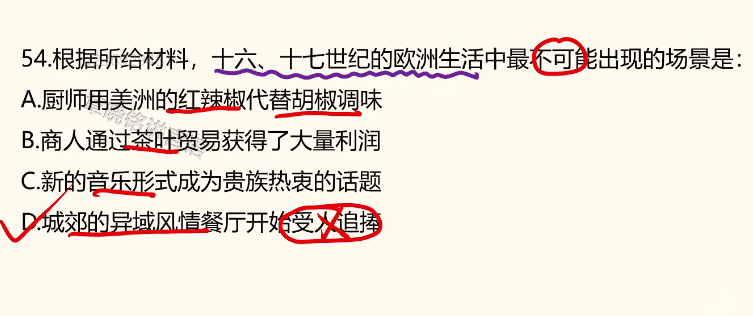 54.根据所给材料，十六、十七世纪的欧洲生活中最不可能出现的场景是：
A.厨师用美洲的红辣椒代替胡椒调味
B.商人通过茶叶贸易获得了大量利润
C.新的音乐形式成为贵族热衷的话题
D.城郊的异域风情餐厅开始受人追捧